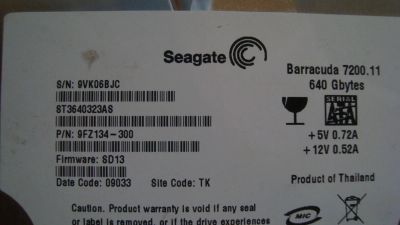 Seagate
Barracuda 7200.11
640 Gbytes
S/N: 9VK06BJC
ST3640323AS
SERIAL
SATA
P/N: 9FZ134-300
+5V 0.72A
+12V 0.52A
Firmware: SD13
Date Code: 09033 Site Code: TK
Product of Thailand
Caution. Product warranty is void if any seal
or label is removed, or if the drive experiences
MIC